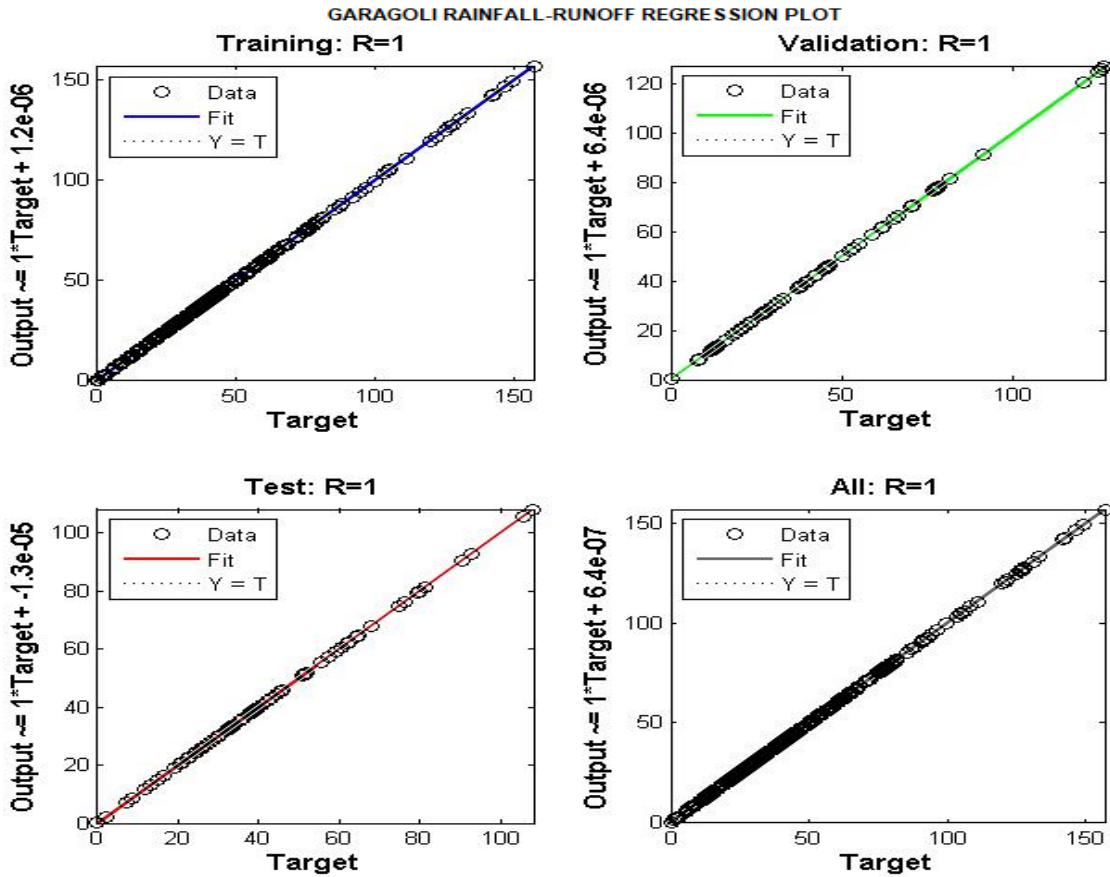 GARAGOLI RAINFALL-RUNOFF REGRESSION PLOT
Training: R=1
Output ~= 1*Target + 1.2e-06
150
100
50
0
Data
Fit
Y = T
0 50 100 150
Target
Validation: R=1
Output ~= 1*Target + 6.4e-06
120
100
80
60
40
20
0
Data
Fit
Y = T
0 50 100
Target
Test: R=1
Output ~= 1*Target + -1.3e-05
100
80
60
40
20
0
Data
Fit
Y = T
0 20 40 60 80 100
Target
All: R=1
Output ~= 1*Target + 6.4e-07
150
100
50
0
Data
Fit
Y = T
0 50 100 150
Target